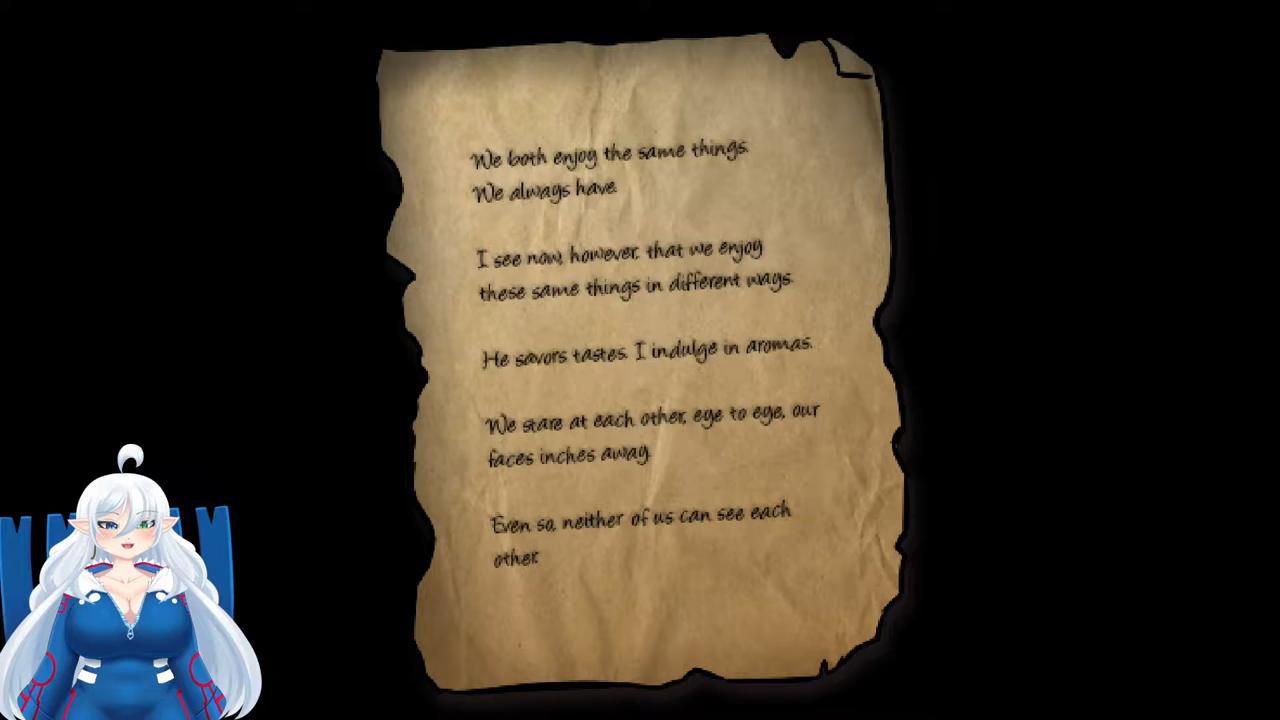 We both enjoy the same things.
We always have.
I see now, however, that we enjoy
these same things in different ways.
He savors tastes. I indulge in aromas.
We stare at each other, eye to eye, our
faces inches away.
Even so, neither of us can see each
other.